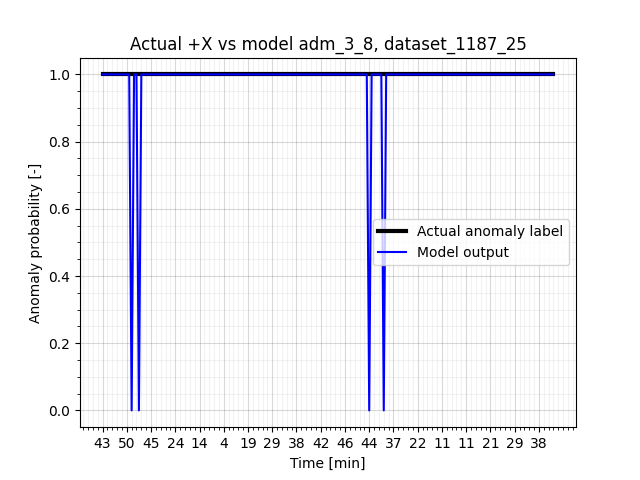 Actual +X vs model adm_3_8, dataset_1187_25
1.0
0.8
0.6
0.4
0.2
0.0
Anomaly probability [-]
Actual anomaly label
Model output
43 50 45 24 14 4 19 29 38 42 46 44 37 22 11 11 21 29 38
Time [min]